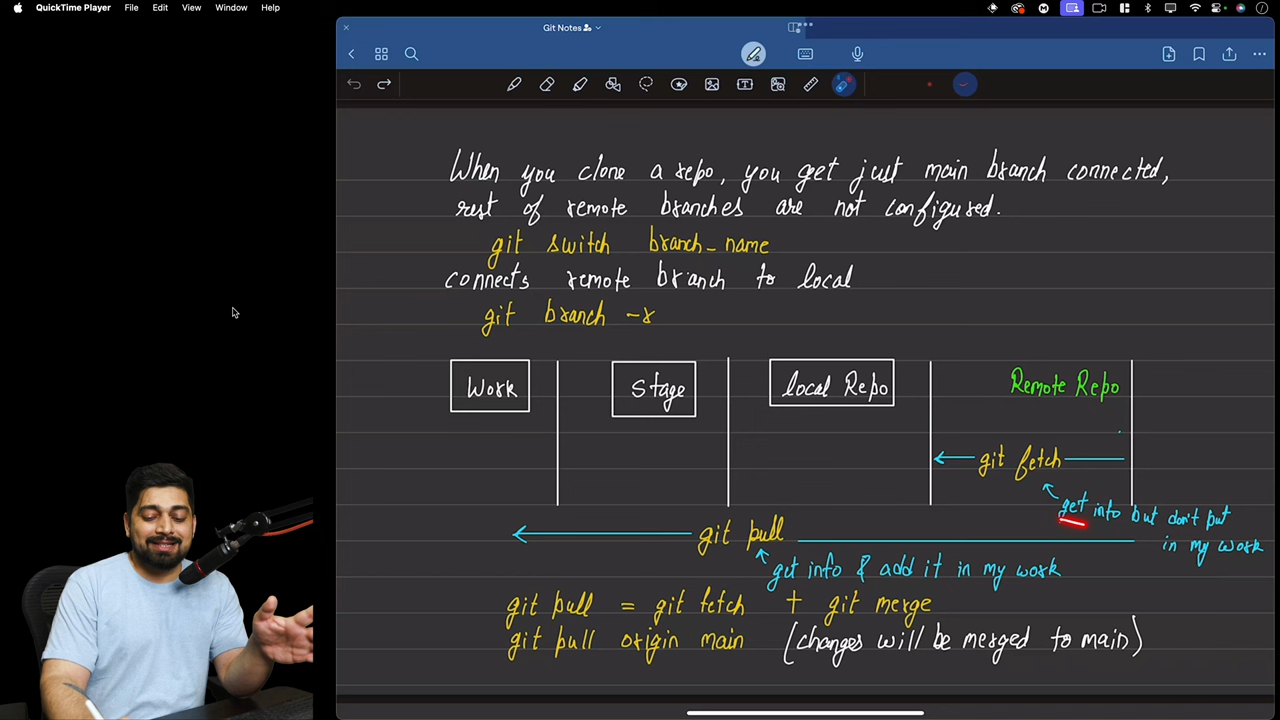 QuickTime Player File Edit View Window Help
Git Notes
When you clone a repo, you get just main branch connected,
rest of remote branches are not configured.
git switch branch_name
connects remote branch to local
git branch -r
Work Stage local Repo Remote Repo
git fetch
get into but don't put
in my work
git pull
get info & add it in my work
git pull = git fetch + git merge
git pull origin main (changes will be merged to main)